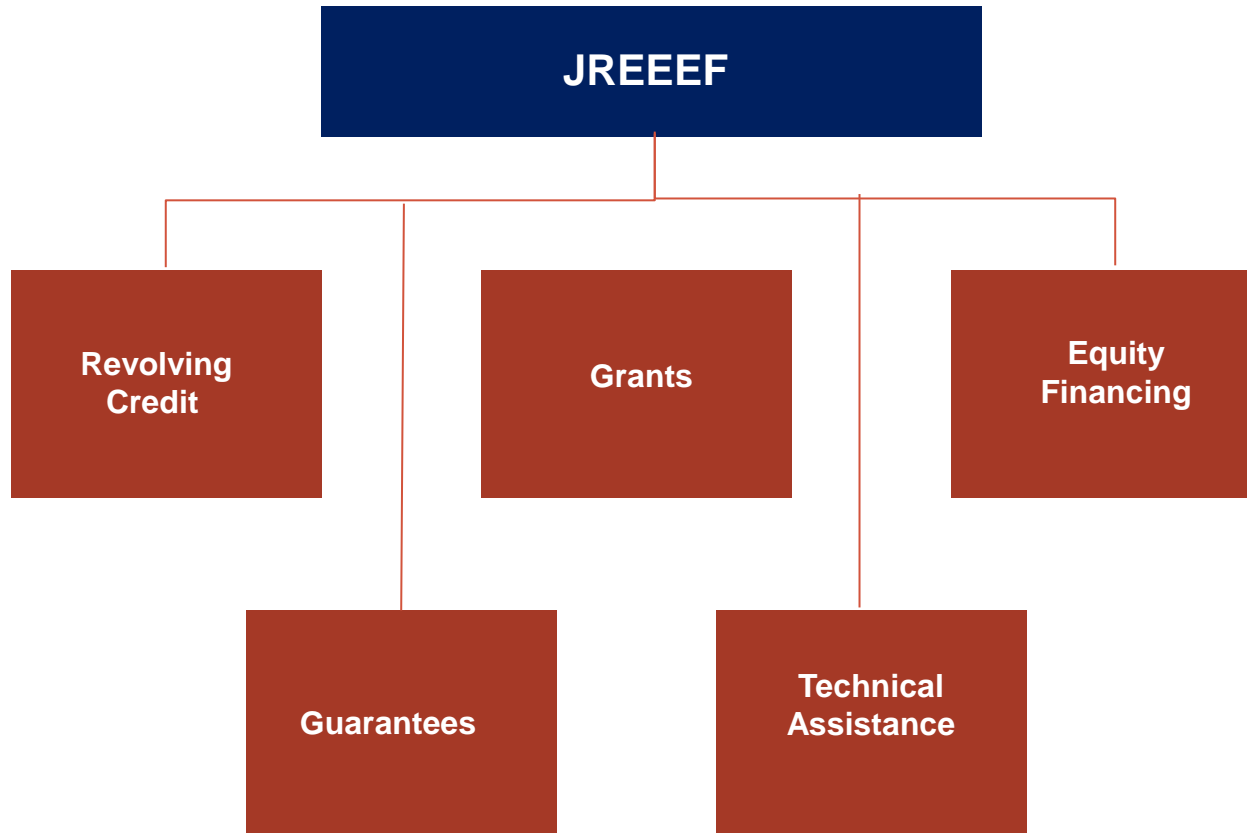 JREEEF
Revolving
Credit
Grants
Equity
Financing
Guarantees
Technical
Assistance